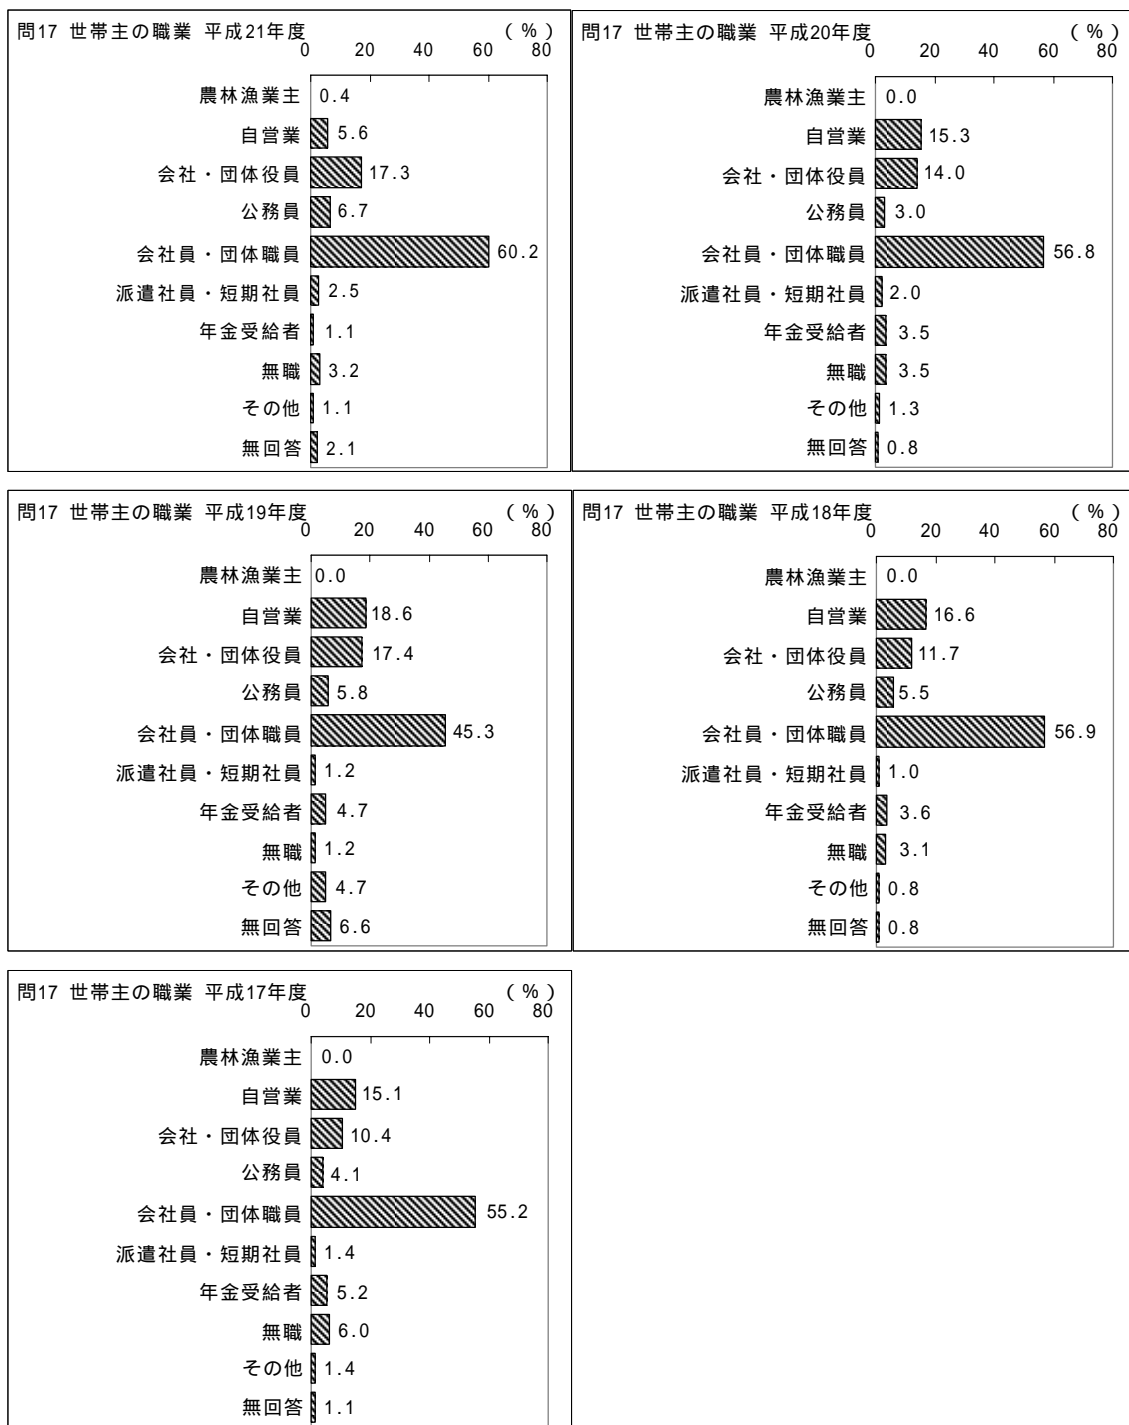 問17 世帯主の職業 平成21年度 (%)
0 20 40 60 80
農林漁業主 0.4
自営業 5.6
会社・団体役員 17.3
公務員 6.7
会社員・団体職員 60.2
派遣社員・短期社員 2.5
年金受給者 1.1
無職 3.2
その他 1.1
無回答 2.1
問17 世帯主の職業 平成20年度 (%)
0 20 40 60 80
農林漁業主 0.0
自営業 15.3
会社・団体役員 14.0
公務員 3.0
会社員・団体職員 56.8
派遣社員・短期社員 2.0
年金受給者 3.5
無職 3.5
その他 1.3
無回答 0.8
問17 世帯主の職業 平成19年度 (%)
0 20 40 60 80
農林漁業主 0.0
自営業 18.6
会社・団体役員 17.4
公務員 5.8
会社員・団体職員 45.3
派遣社員・短期社員 1.2
年金受給者 4.7
無職 1.2
その他 4.7
無回答 6.6
問17 世帯主の職業 平成18年度 (%)
0 20 40 60 80
農林漁業主 0.0
自営業 16.6
会社・団体役員 11.7
公務員 5.5
会社員・団体職員 56.9
派遣社員・短期社員 1.0
年金受給者 3.6
無職 3.1
その他 0.8
無回答 0.8
問17 世帯主の職業 平成17年度 (%)
0 20 40 60 80
農林漁業主 0.0
自営業 15.1
会社・団体役員 10.4
公務員 4.1
会社員・団体職員 55.2
派遣社員・短期社員 1.4
年金受給者 5.2
無職 6.0
その他 1.4
無回答 1.1